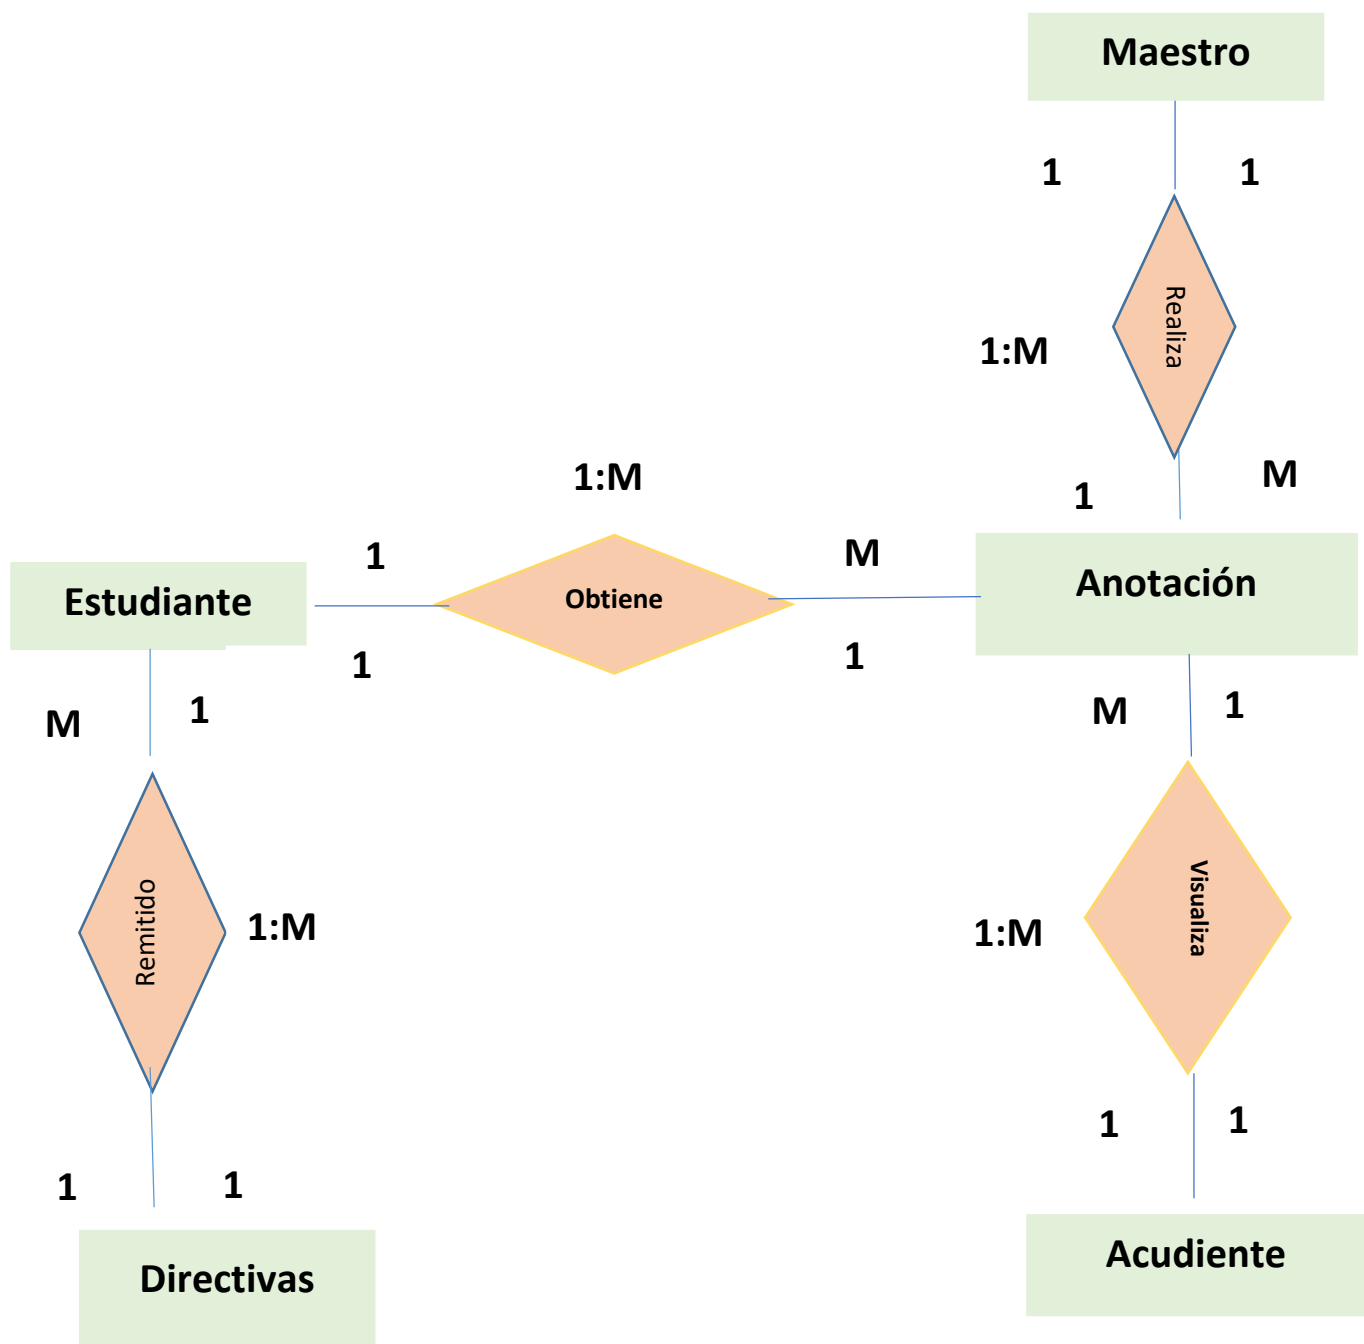 Maestro
1 1
Realiza
1:M
1 M
1:M
1 M
Estudiante Obtiene Anotación
1 1
M 1
M 1
Remitido
1:M
Visualiza
1:M
1 1
1 1
Directivas
Acudiente